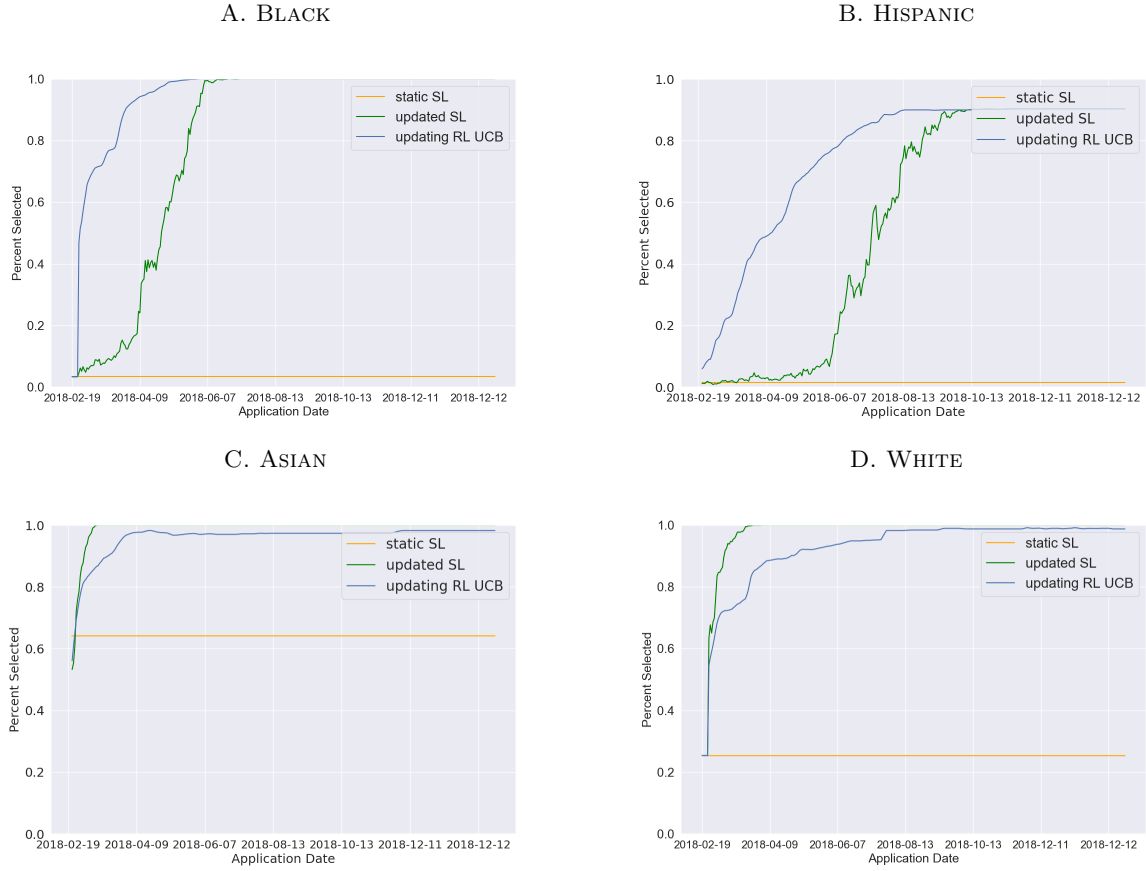 A. BLACK
1.0
0.8
0.6
0.4
0.2
0.0
Percent Selected
static SL
updated SL
updating RL UCB
2018-02-19 2018-04-09 2018-06-07 2018-08-13 2018-10-13 2018-12-11 2018-12-12
Application Date
B. HISPANIC
1.0
0.8
0.6
0.4
0.2
0.0
Percent Selected
static SL
updated SL
updating RL UCB
2018-02-19 2018-04-09 2018-06-07 2018-08-13 2018-10-13 2018-12-11 2018-12-12
Application Date
C. ASIAN
1.0
0.8
0.6
0.4
0.2
0.0
Percent Selected
static SL
updated SL
updating RL UCB
2018-02-19 2018-04-09 2018-06-07 2018-08-13 2018-10-13 2018-12-11 2018-12-12
Application Date
D. WHITE
1.0
0.8
0.6
0.4
0.2
0.0
Percent Selected
static SL
updated SL
updating RL UCB
2018-02-19 2018-04-09 2018-06-07 2018-08-13 2018-10-13 2018-12-11 2018-12-12
Application Date